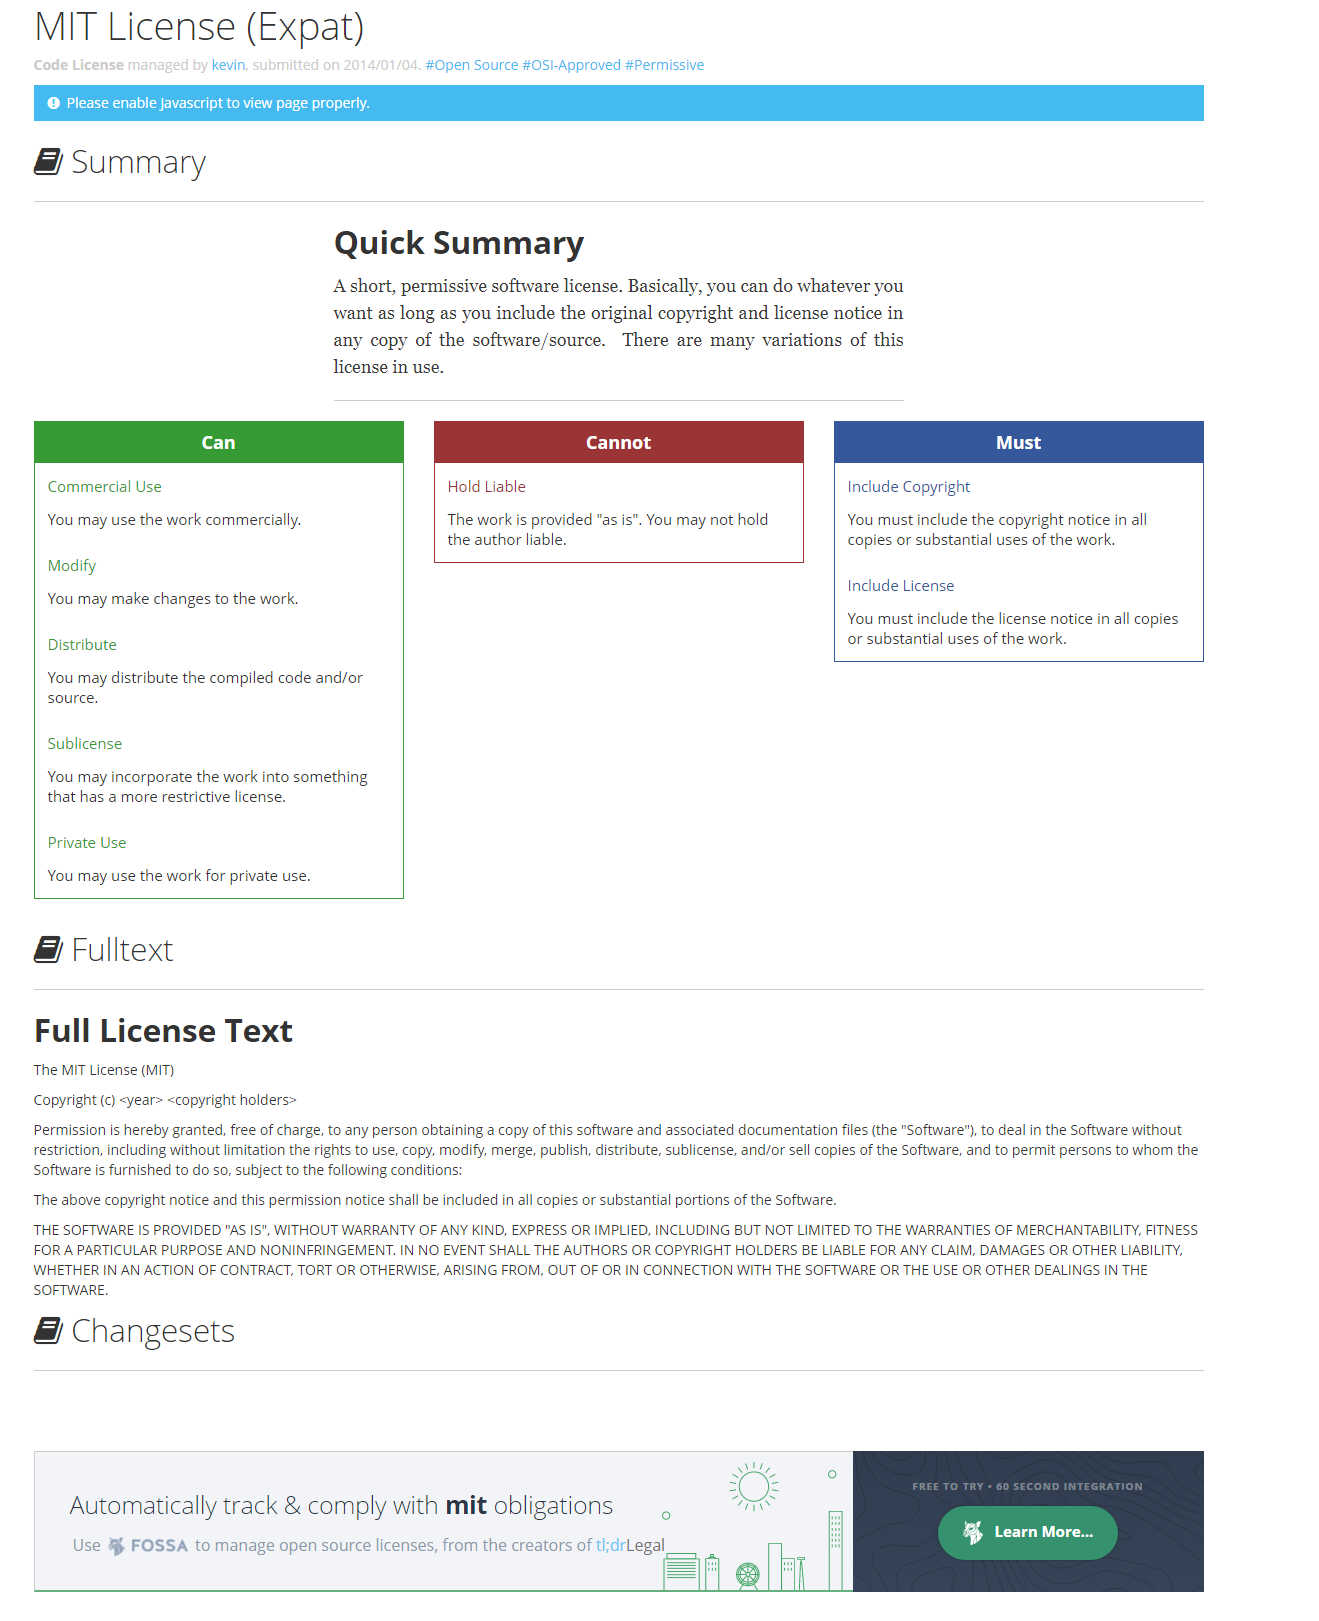 MIT License (Expat)
Code License managed by kevin, submitted on 2014/01/04. #Open Source #OSI-Approved #Permissive
Please enable Javascript to view page properly.
Summary
Quick Summary
A short, permissive software license. Basically, you can do whatever you
want as long as you include the original copyright and license notice in
any copy of the software/source. There are many variations of this
license in use.
Can
Commercial Use
You may use the work commercially.
Modify
You may make changes to the work.
Distribute
You may distribute the compiled code and/or
source.
Sublicense
You may incorporate the work into something
that has a more restrictive license.
Private Use
You may use the work for private use.
Cannot
Hold Liable
The work is provided "as is". You may not hold
the author liable.
Must
Include Copyright
You must include the copyright notice in all
copies or substantial uses of the work.
Include License
You must include the license notice in all copies
or substantial uses of the work.
Fulltext
Full License Text
The MIT License (MIT)
Copyright (c) <year> <copyright holders>
Permission is hereby granted, free of charge, to any person obtaining a copy of this software and associated documentation files (the "Software"), to deal in the Software without
restriction, including without limitation the rights to use, copy, modify, merge, publish, distribute, sublicense, and/or sell copies of the Software, and to permit persons to whom the
Software is furnished to do so, subject to the following conditions:
The above copyright notice and this permission notice shall be included in all copies or substantial portions of the Software.
THE SOFTWARE IS PROVIDED "AS IS", WITHOUT WARRANTY OF ANY KIND, EXPRESS OR IMPLIED, INCLUDING BUT NOT LIMITED TO THE WARRANTIES OF MERCHANTABILITY, FITNESS
FOR A PARTICULAR PURPOSE AND NONINFRINGEMENT. IN NO EVENT SHALL THE AUTHORS OR COPYRIGHT HOLDERS BE LIABLE FOR ANY CLAIM, DAMAGES OR OTHER LIABILITY,
WHETHER IN AN ACTION OF CONTRACT, TORT OR OTHERWISE, ARISING FROM, OUT OF OR IN CONNECTION WITH THE SOFTWARE OR THE USE OR OTHER DEALINGS IN THE
SOFTWARE.
Changesets
Automatically track & comply with mit obligations
Use FOSSA to manage open source licenses, from the creators of tl;drLegal
FREE TO TRY • 60 SECOND INTEGRATION
Learn More...